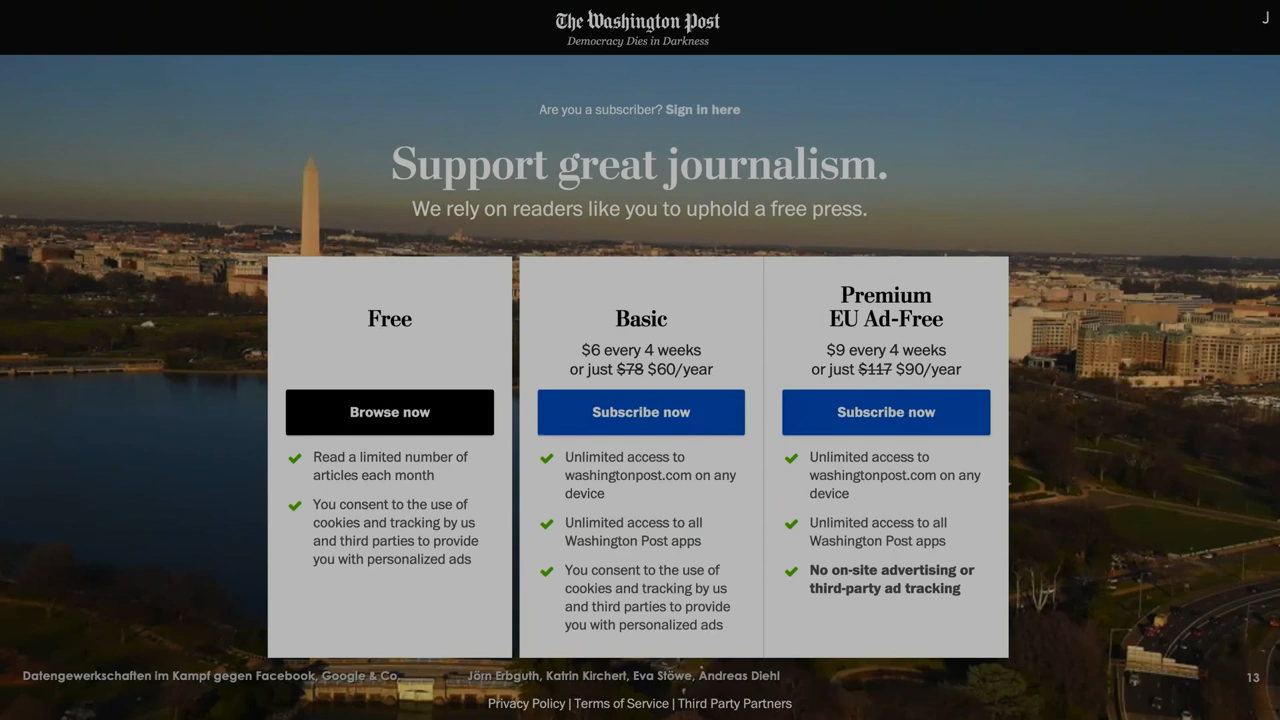 The Washington Post
J
Democracy Dies in Darkness
Are you a subscriber? Sign in here
Support great journalism.
We rely on readers like you to uphold a free press.
Free
Browse now
Read a limited number of
articles each month
You consent to the use of
cookies and tracking by us
and third parties to provide
you with personalized ads
Basic
$6 every 4 weeks
or just $78 $60/year
Subscribe now
Unlimited access to
washingtonpost.com on any
device
Unlimited access to all
Washington Post apps
You consent to the use of
cookies and tracking by us
and third parties to provide
you with personalized ads
Premium
EU Ad-Free
$9 every 4 weeks
or just $117 $90/year
Subscribe now
Unlimited access to
washingtonpost.com on any
device
Unlimited access to all
Washington Post apps
No on-site advertising or
third-party ad tracking
Datengewerkschaften im Kampf gegen Facebook, Google & Co. Jörn Erbguth, Katrin Kirchert, Eva Stöwe, Andreas Diehl 13
Privacy Policy | Terms of Service | Third Party Partners